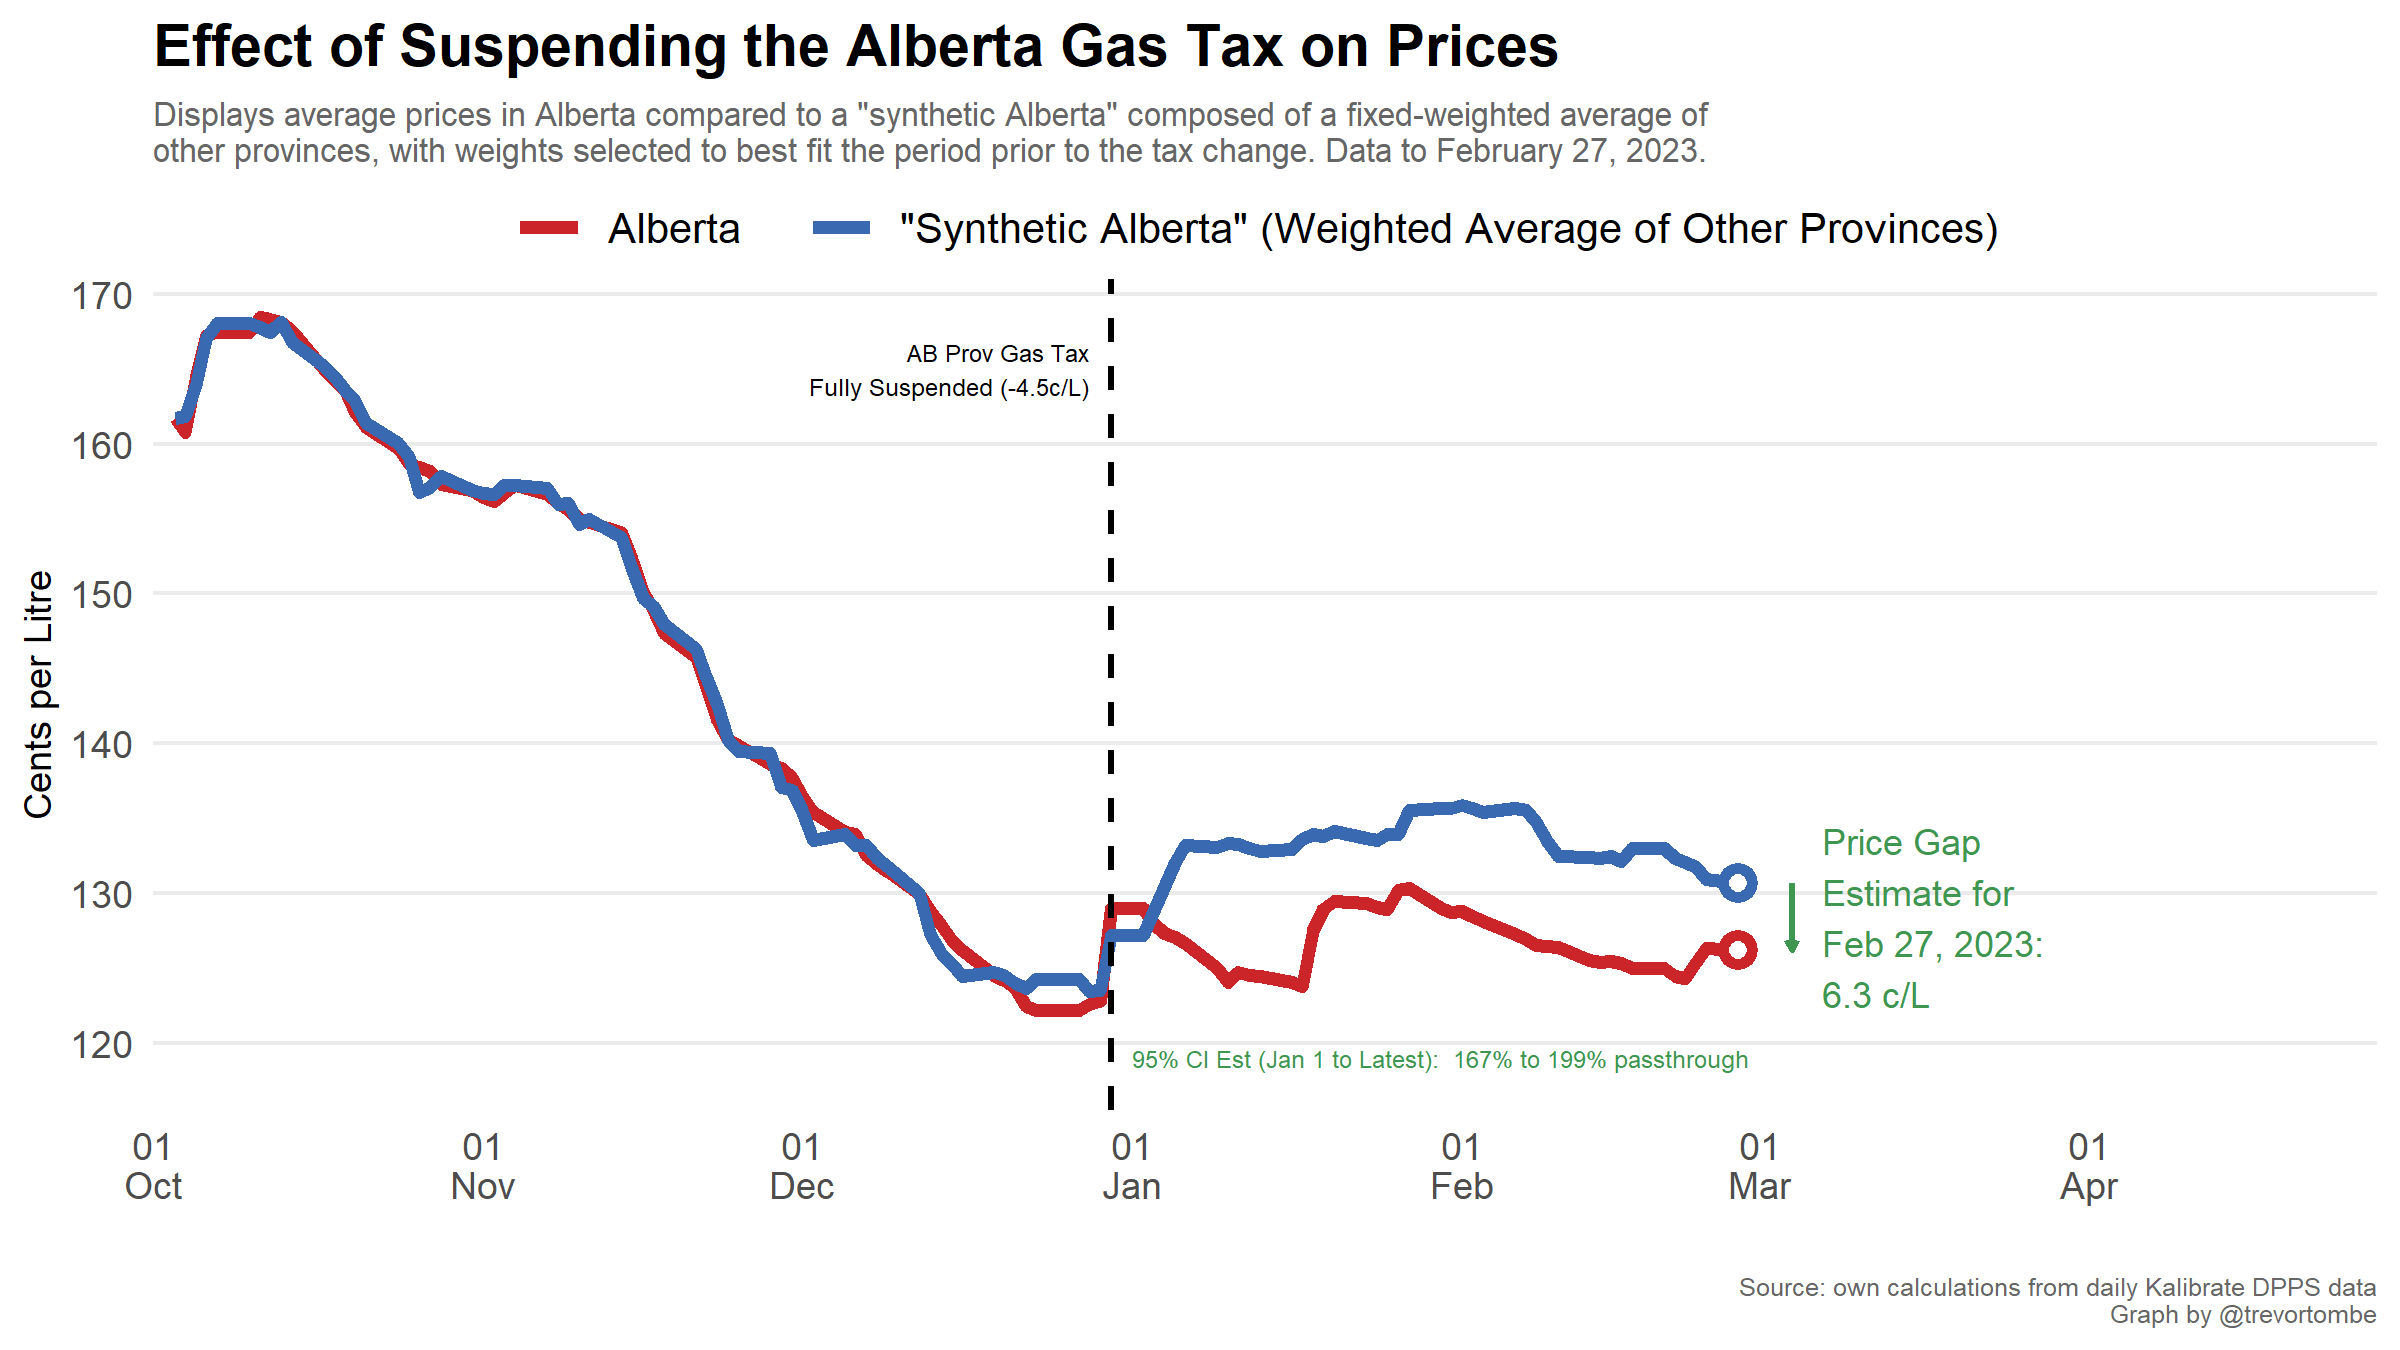 Effect of Suspending the Alberta Gas Tax on Prices
Displays average prices in Alberta compared to a "synthetic Alberta" composed of a fixed-weighted average of
other provinces, with weights selected to best fit the period prior to the tax change. Data to February 27, 2023.
Alberta
"Synthetic Alberta" (Weighted Average of Other Provinces)
Cents per Litre
170
160
150
140
130
120
AB Prov Gas Tax
Fully Suspended (-4.5c/L)
Price Gap
Estimate for
Feb 27, 2023:
6.3 c/L
95% CI Est (Jan 1 to Latest): 167% to 199% passthrough
01
Oct
01
Nov
01
Dec
01
Jan
01
Feb
01
Mar
01
Apr
Source: own calculations from daily Kalibrate DPPS data
Graph by @trevortombe